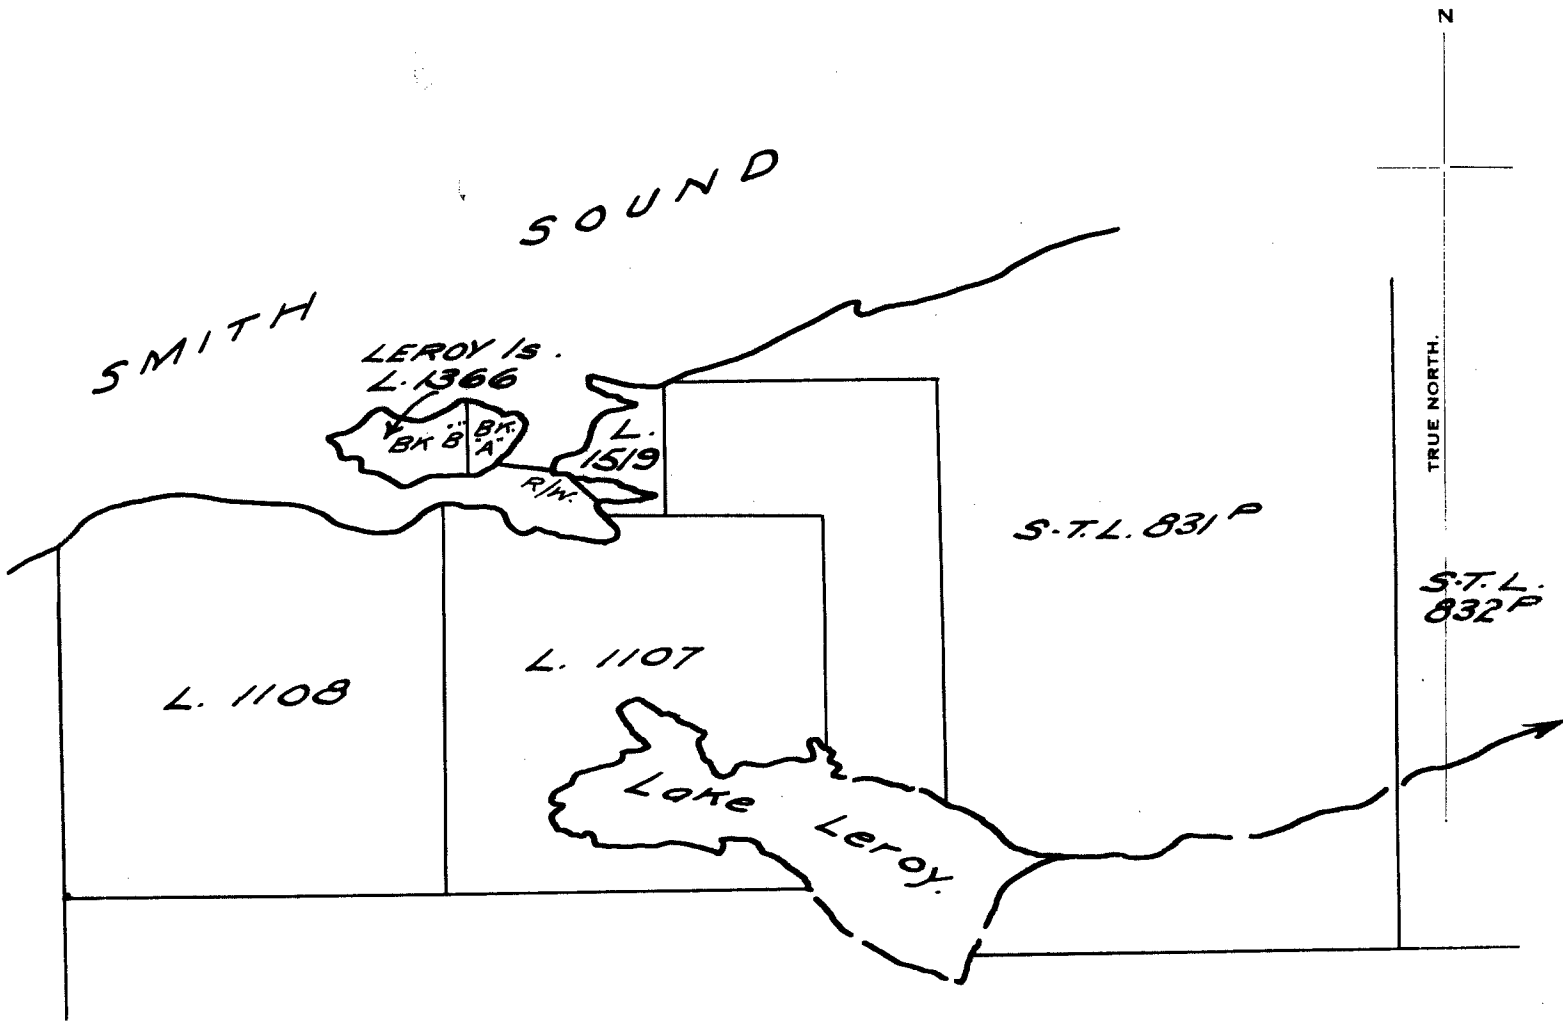 N
SMITH SOUND
LEROY Is.
L. 1366
BK "B"
BK.
"A"
L.
1519
R/W.
TRUE NORTH.
S.T.L. 831 P
S.T.L.
832 P
L. 1107
L. 1108
Lake Leroy.